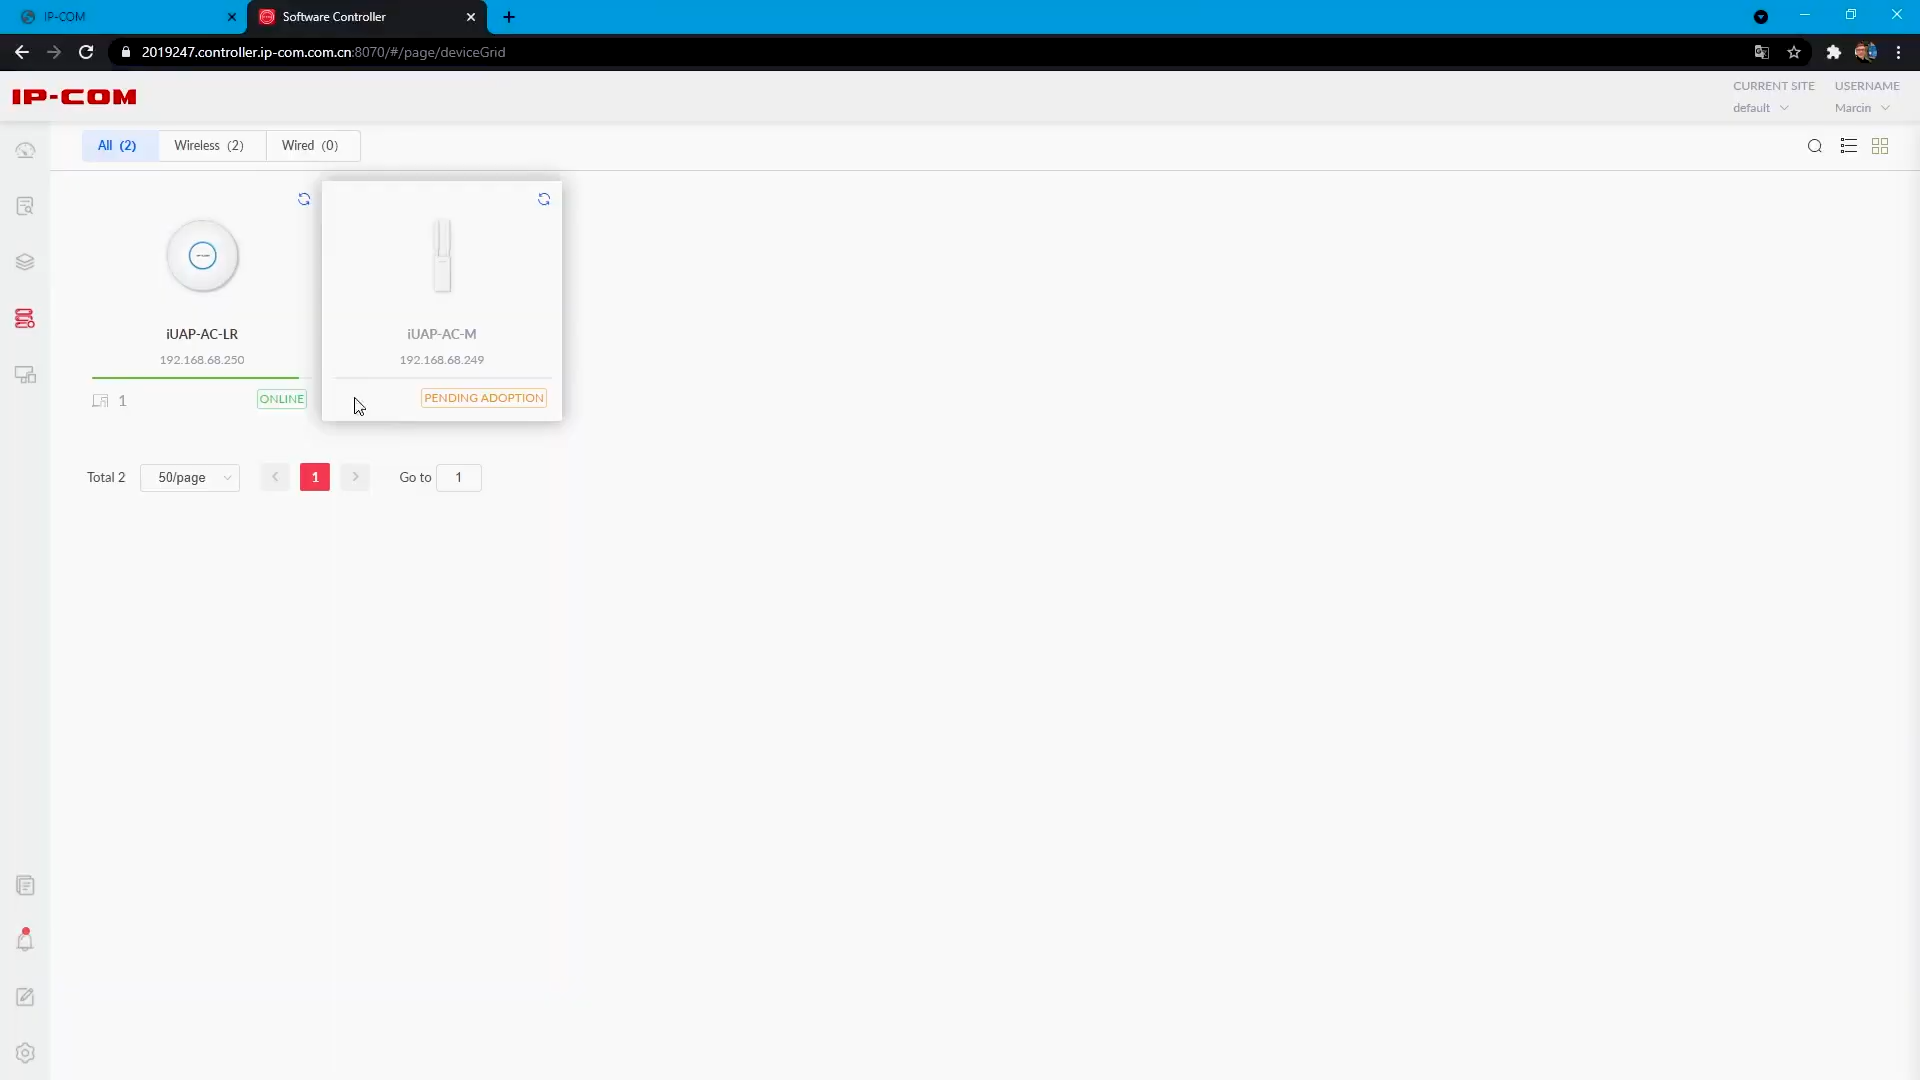 IP-COM
Software Controller
2019247.controller.ip-com.com.cn:8070/#/page/deviceGrid
IP-COM
CURRENT SITE
USERNAME
default
Marcin
All (2)
Wireless (2)
Wired (0)
iUAP-AC-LR
192.168.68.250
1
ONLINE
iUAP-AC-M
192.168.68.249
PENDING ADOPTION
Total 2
50/page
1
Go to
1